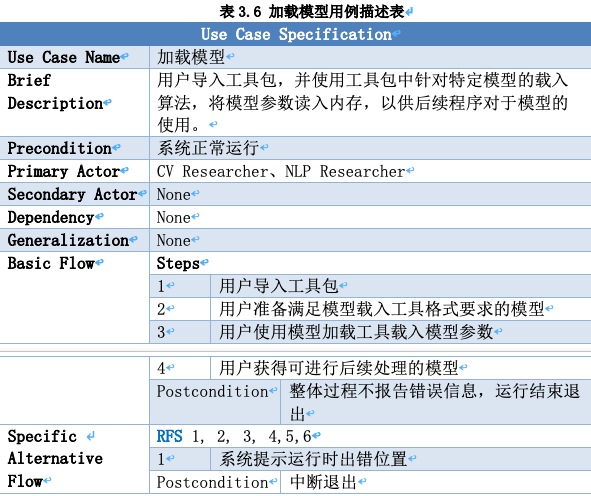 表 3.6 加载模型用例描述表
Use Case Specification
Use Case Name 加载模型
Brief Description 用户导入工具包，并使用工具包中针对特定模型的载入
算法，将模型参数读入内存，以供后续程序对于模型的
使用。
Precondition 系统正常运行
Primary Actor CV Researcher、NLP Researcher
Secondary Actor None
Dependency None
Generalization None
Basic Flow Steps
1 用户导入工具包
2 用户准备满足模型载入工具格式要求的模型
3 用户使用模型加载工具载入模型参数
4 用户获得可进行后续处理的模型
Postcondition 整体过程不报告错误信息，运行结束退
出
Specific RFS 1, 2, 3, 4,5,6
Alternative 1 系统提示运行时出错位置
Flow Postcondition 中断退出